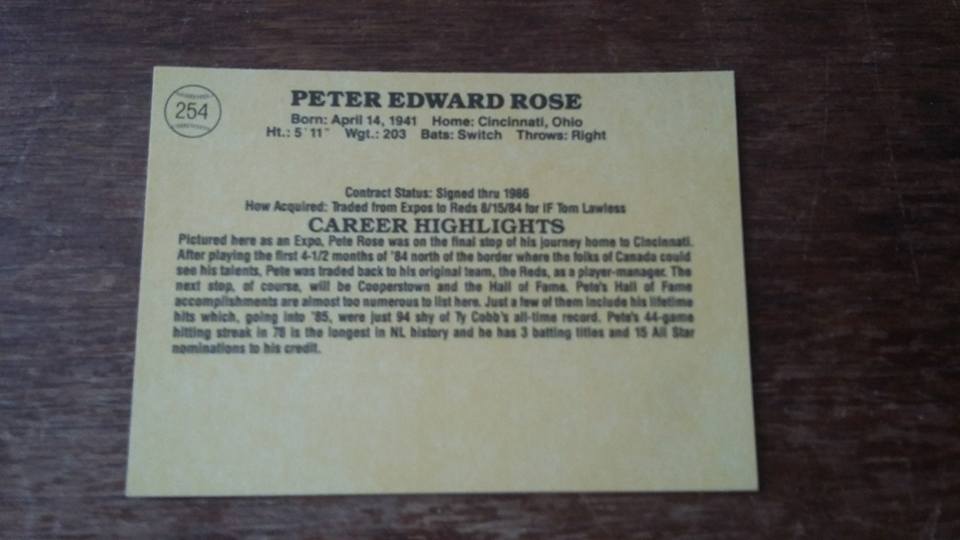 254
PETER EDWARD ROSE
Born: April 14, 1941 Home: Cincinnati, Ohio
Ht.: 5' 11" Wgt.: 203 Bats: Switch Throws: Right
Contract Status: Signed thru 1986
How Acquired: Traded from Expos to Reds 8/15/84 for IF Tom Lawless
CAREER HIGHLIGHTS
Pictured here as an Expo, Pete Rose was on the final stop of his journey home to Cincinnati.
After playing the first 4-1/2 months of '84 north of the border where the folks of Canada could
see his talents, Pete was traded back to his original team, the Reds, as a player-manager. The
next stop, of course, will be Cooperstown and the Hall of Fame. Pete's Hall of Fame
accomplishments are almost too numerous to list here. Just a few of them include his lifetime
hits which, going into '85, were just 94 shy of Ty Cobb's all-time record. Pete's 44-game
hitting streak in 78 is the longest in NL history and he has 3 batting titles and 15 All Star
nominations to his credit.